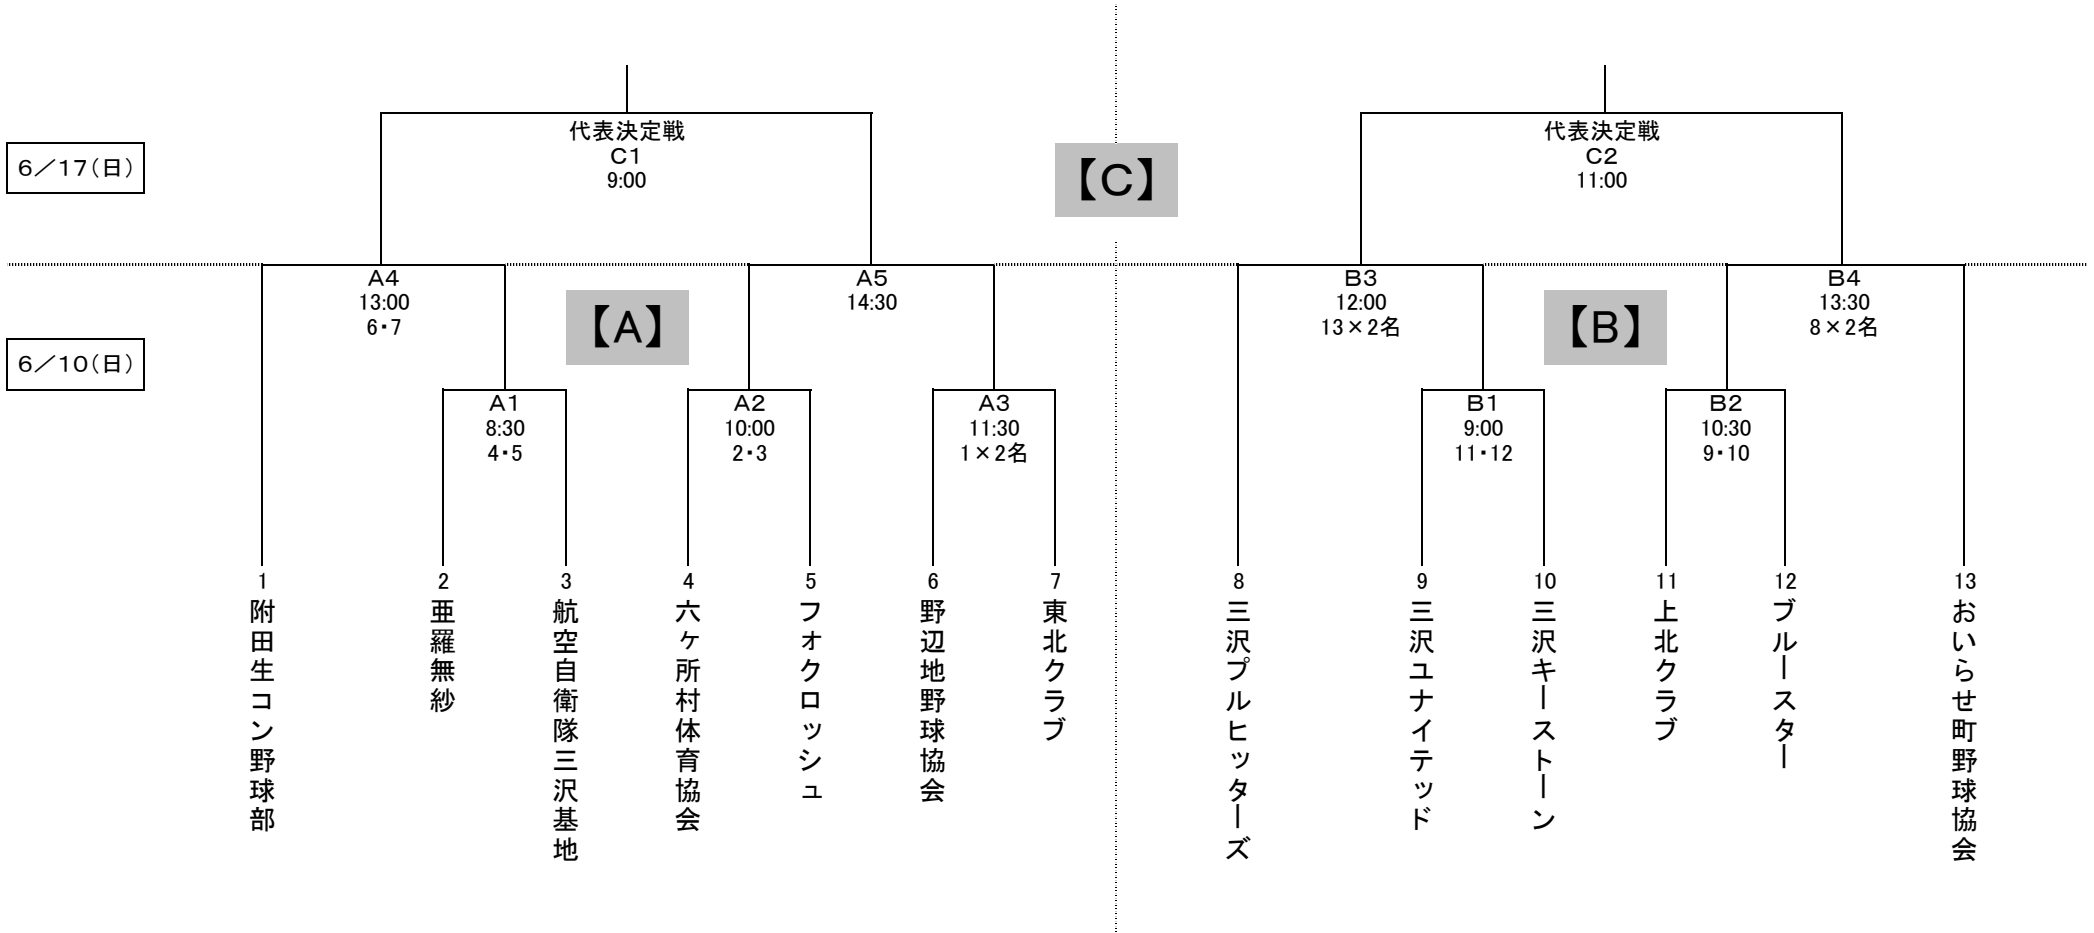 代表決定戦
C1
9:00
代表決定戦
C2
11:00
6／17（日）
【C】
A4
13:00
6・7
A5
14:30
B3
12:00
13×2名
B4
13:30
8×2名
【A】
【B】
6／10（日）
A1
8:30
4・5
A2
10:00
2・3
A3
11:30
1×2名
B1
9:00
11・12
B2
10:30
9・10
1
附田生コン野球部
2
亜羅無紗
3
航空自衛隊三沢基地
4
六ヶ所村体育協会
5
フォクロッシュ
6
野辺地野球協会
7
東北クラブ
8
三沢プルヒッターズ
9
三沢ユナイテッド
10
三沢キーストーン
11
上北クラブ
12
ブルースター
13
おいらせ町野球協会